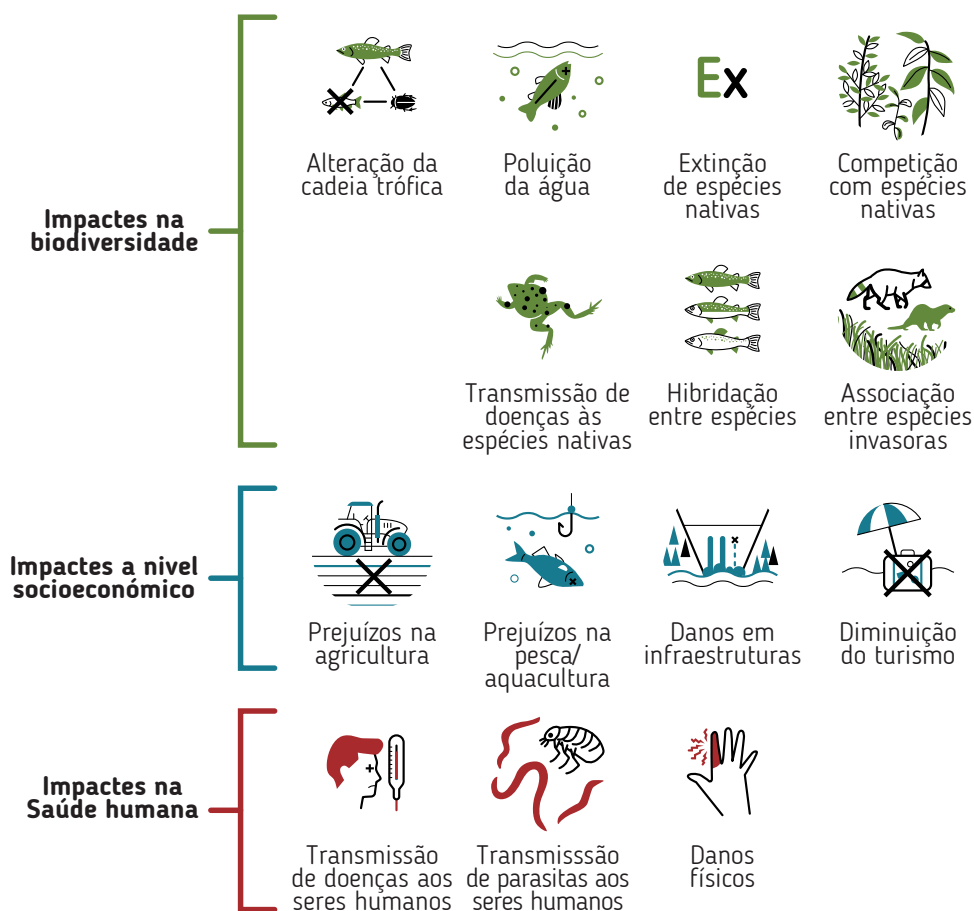 Impactes na
biodiversidade
Alteração da
cadeia trófica
Poluição
da água
Ex
Extinção
de espécies
nativas
Competição
com espécies
nativas
Transmissão de
doenças às
espécies nativas
Hibridação
entre espécies
Associação
entre espécies
invasoras
Impactes a nivel
socioeconómico
Prejuízos na
agricultura
Prejuízos na
pesca/
aquacultura
Danos em
infraestruturas
Diminuição
do turismo
Impactes na
Saúde humana
Transmissão
de doenças aos
seres humanos
Transmisssão
de parasitas aos
seres humanos
Danos
físicos